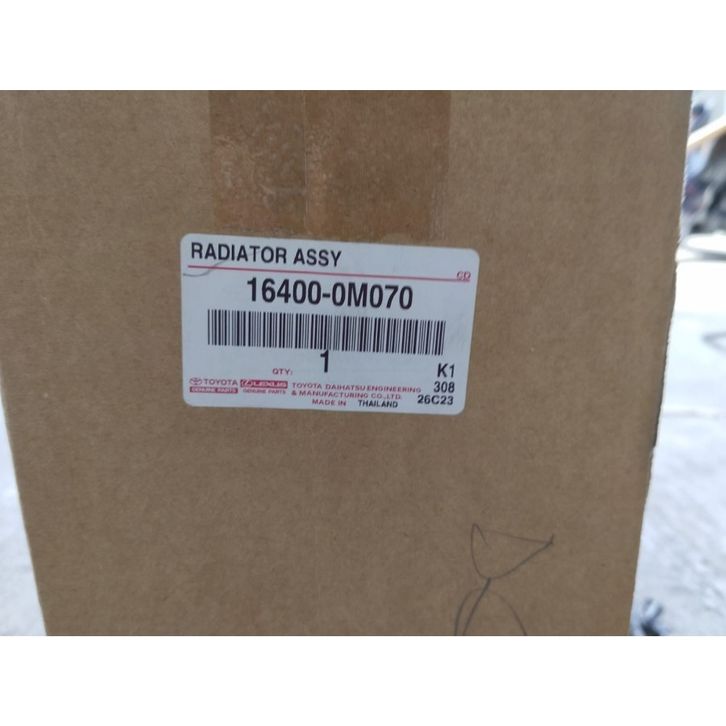 RADIATOR ASSY
CD
16400-0M070
QTY: 1
K1
TOYOTA LEXUS TOYOTA DAIHATSU ENGINEERING 308
GENUINE PARTS GENUINE PARTS & MANUFACTURING CO.,LTD. 26C23
MADE IN THAILAND